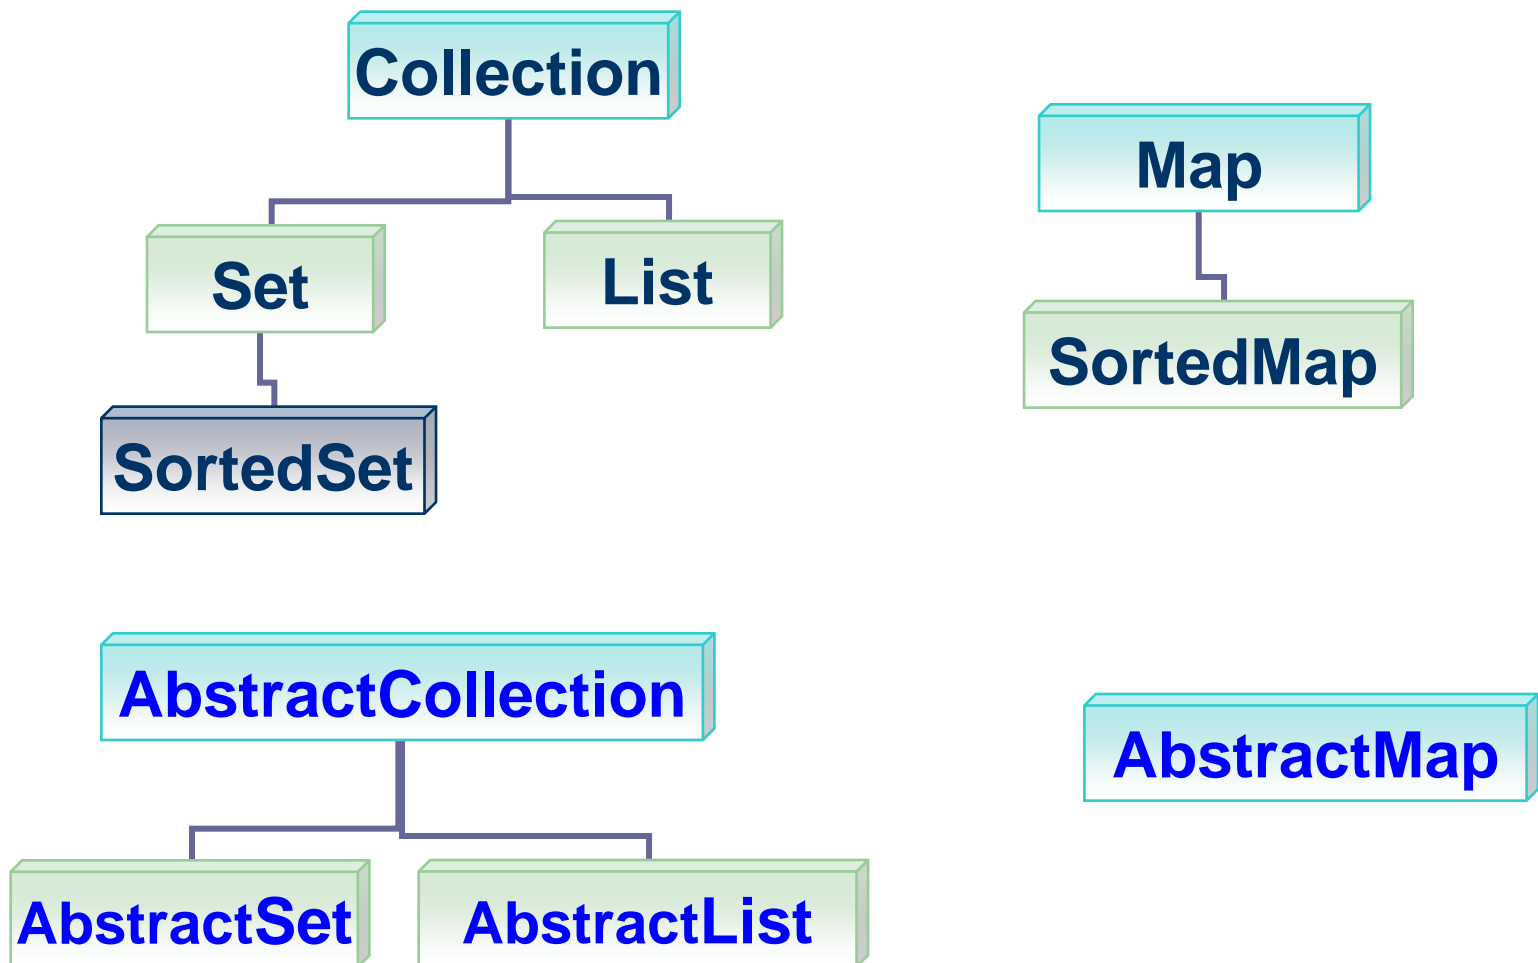 Collection
Map
Set
List
SortedMap
SortedSet
AbstractCollection
AbstractMap
AbstractSet
AbstractList